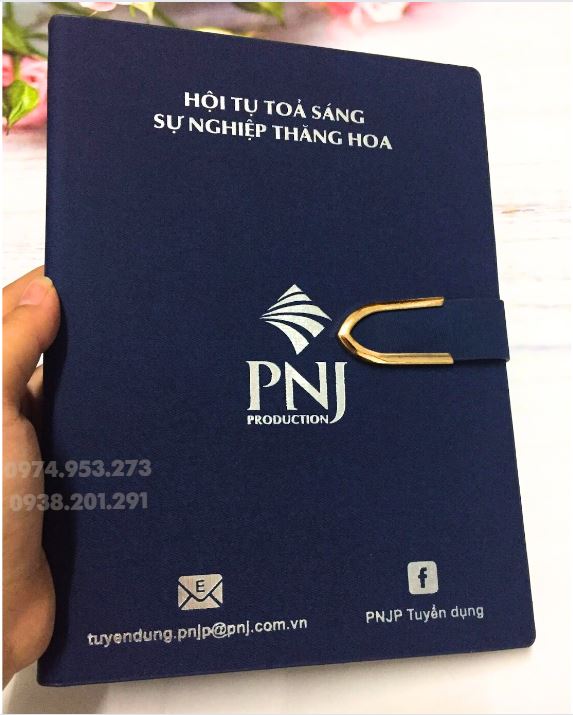 HỘI TỤ TOẢ SÁNG
SỰ NGHIỆP THĂNG HOA
PNJ
PRODUCTION
0974.953.273
0938.201.291
E
f
tuyendung.pnjp@pnj.com.vn
PNJP Tuyển dụng